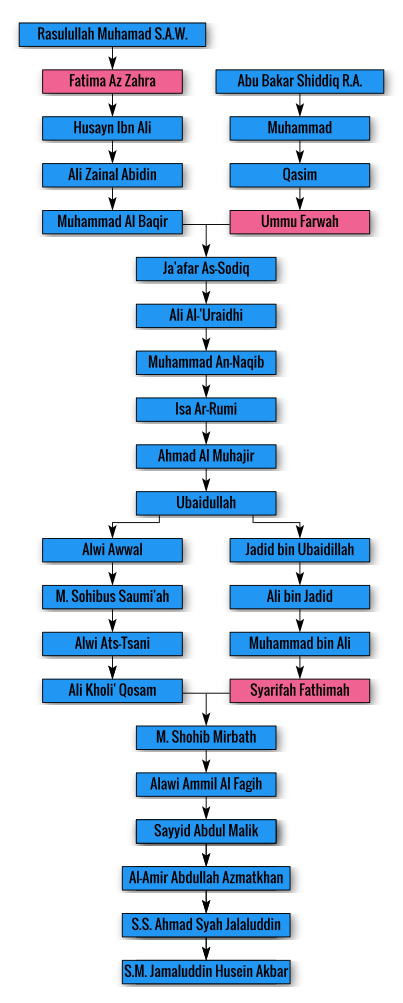 Rasulullah Muhamad S.A.W.
Fatima Az Zahra
Abu Bakar Shiddiq R.A.
Husayn Ibn Ali
Muhammad
Ali Zainal Abidin
Qasim
Muhammad Al Baqir
Ummu Farwah
Ja'afar As-Sodiq
Ali Al-'Uraidhi
Muhammad An-Naqib
Isa Ar-Rumi
Ahmad Al Muhajir
Ubaidullah
Alwi Awwal
Jadid bin Ubaidillah
M. Sohibus Saumi'ah
Ali bin Jadid
Alwi Ats-Tsani
Muhammad bin Ali
Ali Kholi' Qosam
Syarifah Fathimah
M. Shohib Mirbath
Alawi Ammil Al Fagih
Sayyid Abdul Malik
Al-Amir Abdullah Azmatkhan
S.S. Ahmad Syah Jalaluddin
S.M. Jamaluddin Husein Akbar